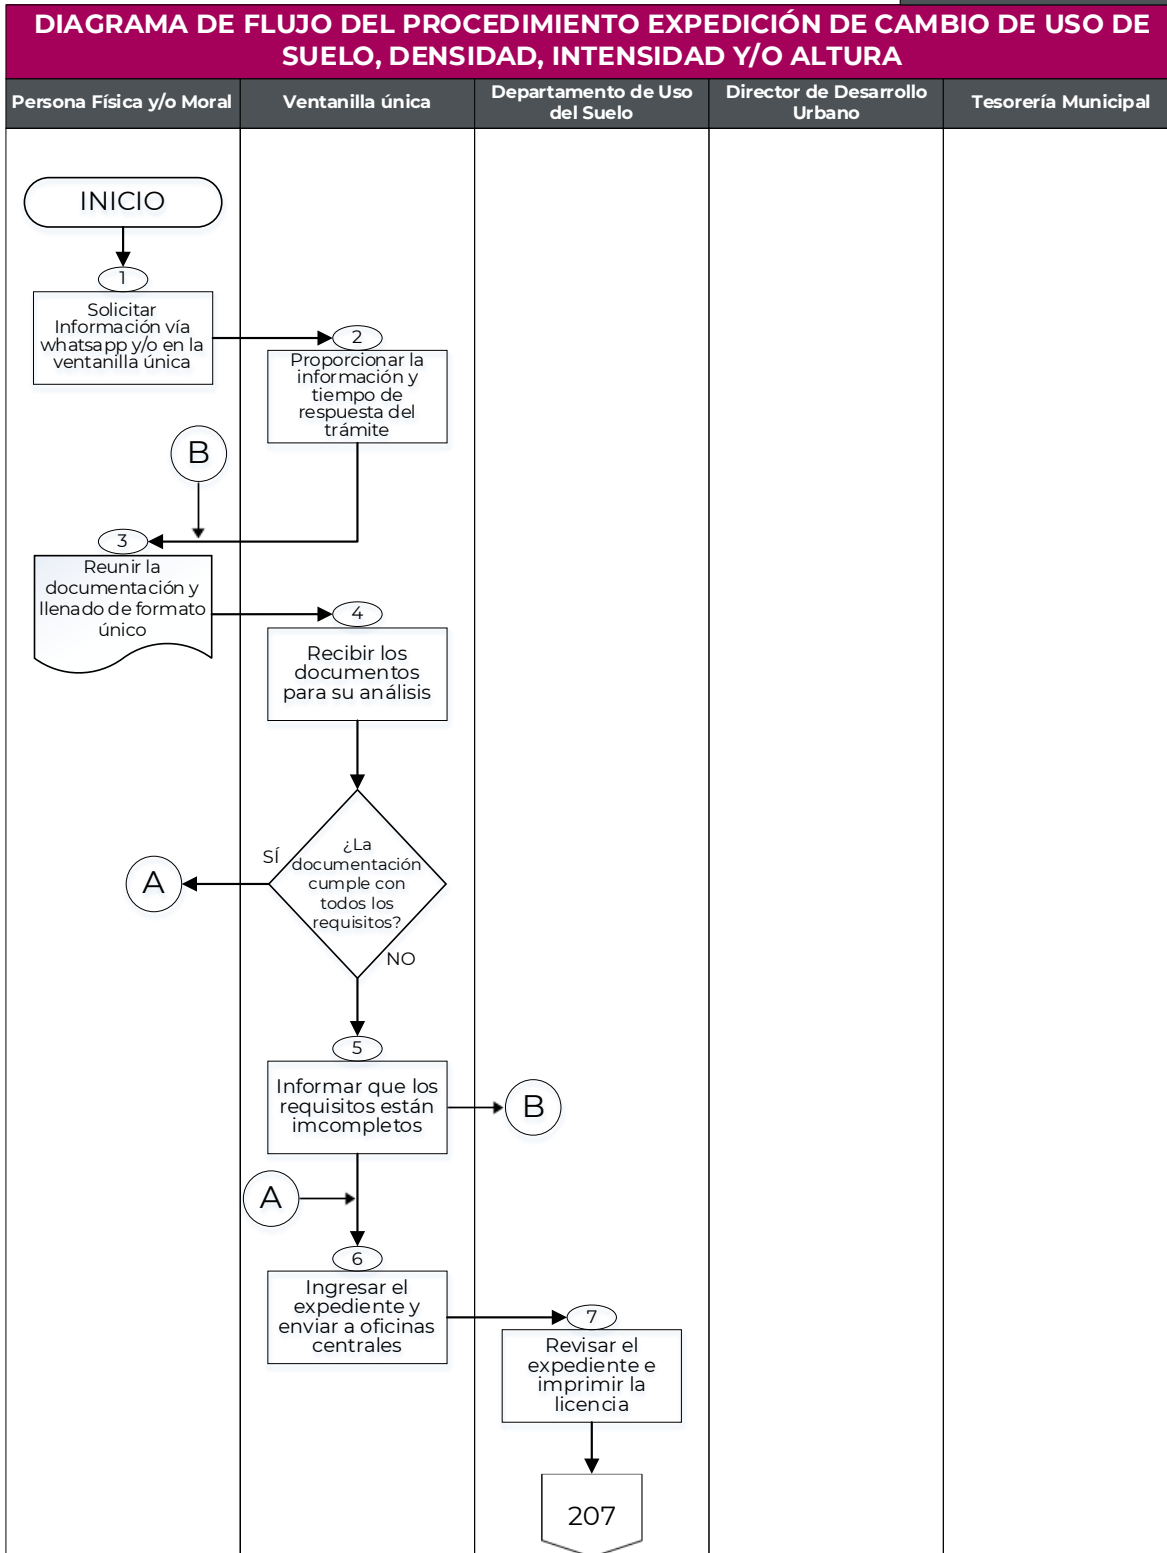 DIAGRAMA DE FLUJO DEL PROCEDIMIENTO EXPEDICIÓN DE CAMBIO DE USO DE
SUELO, DENSIDAD, INTENSIDAD Y/O ALTURA
Persona Física y/o Moral
Ventanilla única
Departamento de Uso
del Suelo
Director de Desarrollo
Urbano
Tesorería Municipal
INICIO
1
Solicitar
Información vía
whatsapp y/o en la
ventanilla única
2
Proporcionar la
información y
tiempo de
respuesta del
trámite
B
3
Reunir la
documentación y
llenado de formato
único
4
Recibir los
documentos
para su análisis
¿La
documentación
cumple con
todos los
requisitos?
SÍ
A
NO
5
Informar que los
requisitos están
imcompletos
B
A
6
Ingresar el
expediente y
enviar a oficinas
centrales
7
Revisar el
expediente e
imprimir la
licencia
207